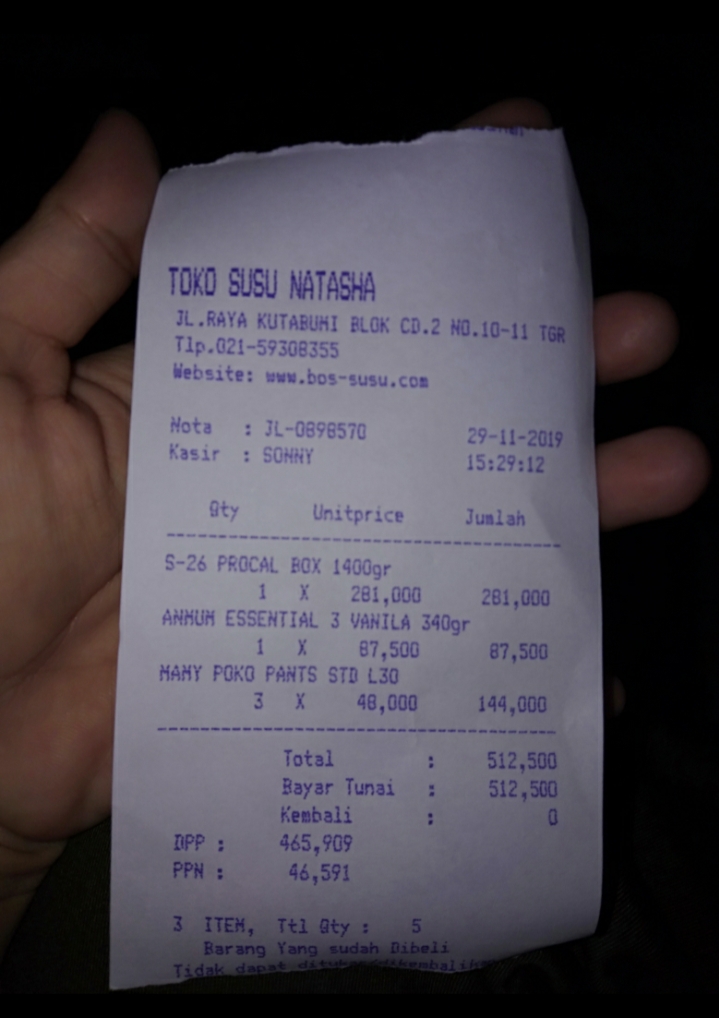 TOKO SUSU NATASHA
JL.RAYA KUTABUMI BLOK CD.2 NO.10-11 TGR
Tlp.021-59308355
Website: www.bos-susu.com
Nota : JL-0898570 29-11-2019
Kasir : SONNY 15:29:12
Qty Unitprice Jumlah
S-26 PROCAL BOX 1400gr
1 X 281,000 281,000
ANMUM ESSENTIAL 3 VANILA 340gr
1 X 87,500 87,500
MAMY POKO PANTS STD L30
3 X 48,000 144,000
Total : 512,500
Bayar Tunai : 512,500
Kembali : 0
DPP : 465,909
PPN : 46,591
3 ITEM, Ttl Qty : 5
Barang Yang sudah Dibeli
Tidak dapat